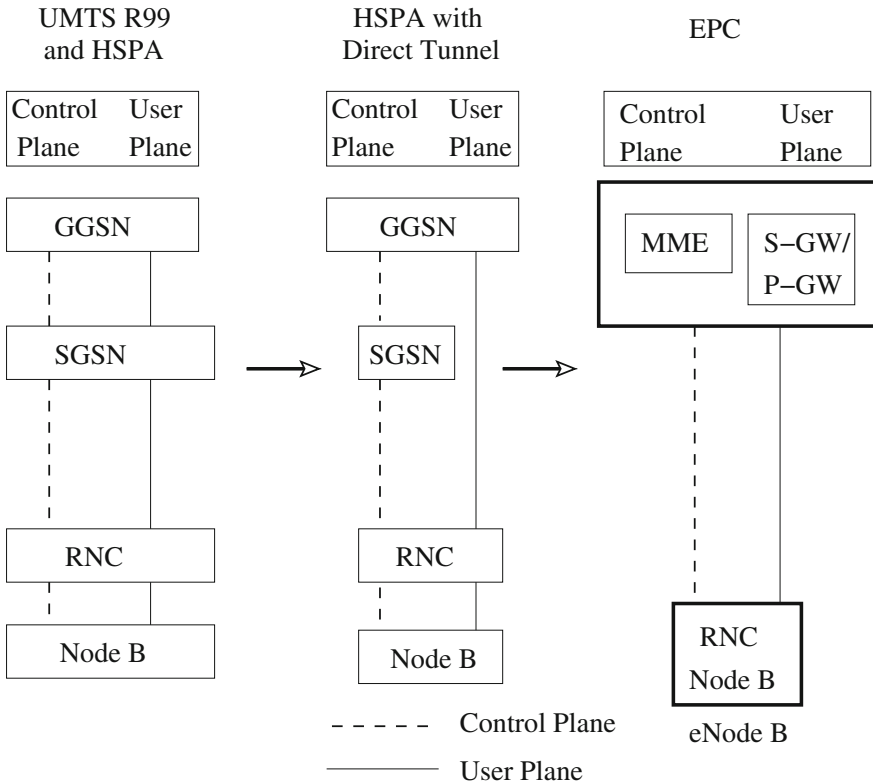 UMTS R99
and HSPA
HSPA with
Direct Tunnel
EPC
Control User
Plane Plane
Control User
Plane Plane
Control User
Plane Plane
GGSN
GGSN
MME
S−GW/
P−GW
SGSN
SGSN
RNC
RNC
Node B
Node B
RNC
Node B
eNode B
Control Plane
User Plane